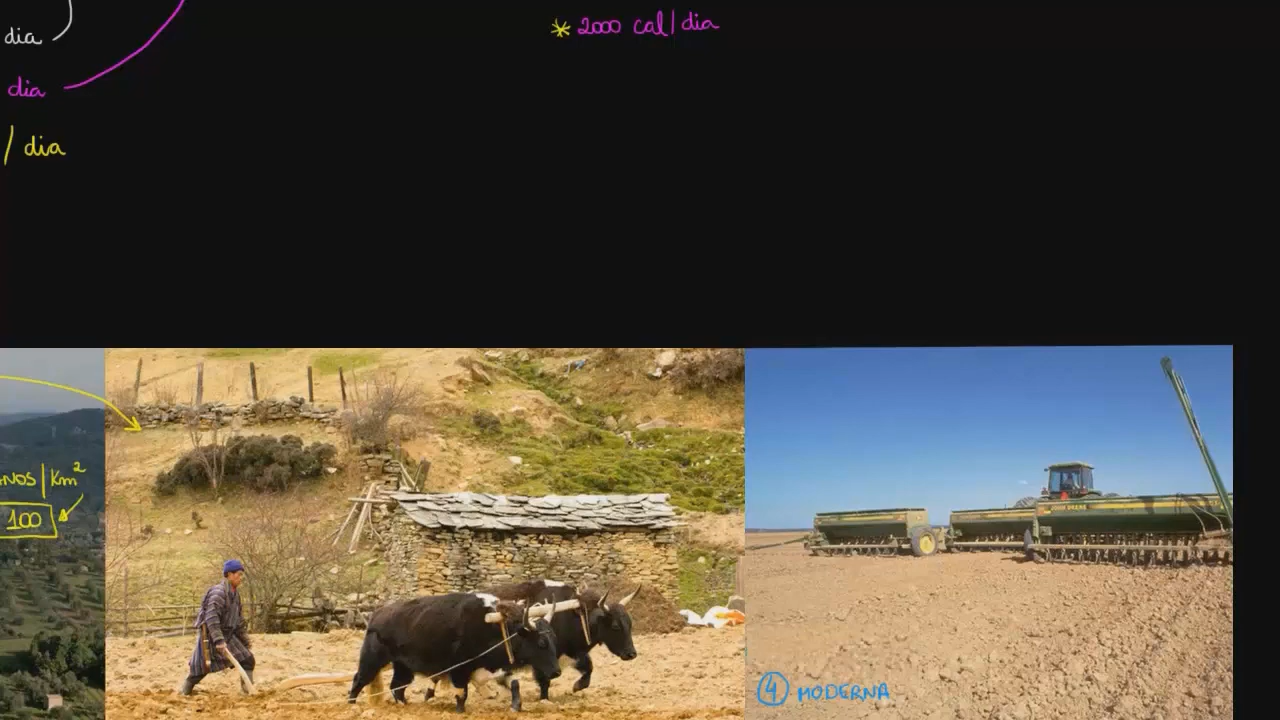 dia
* 2000 cal/dia
dia
/ dia
NOS/Km²
100
④ MODERNA